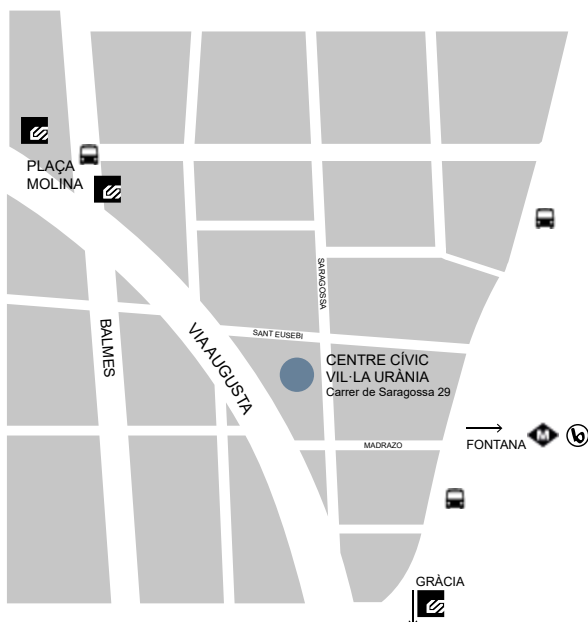 PLAÇA
MOLINA
SARAGOSSA
SANT EUSEBI
BALMES
VIA AUGUSTA
CENTRE CÍVIC
VIL·LA URÀNIA
Carrer de Saragossa 29
MADRAZO
FONTANA
M
GRÀCIA